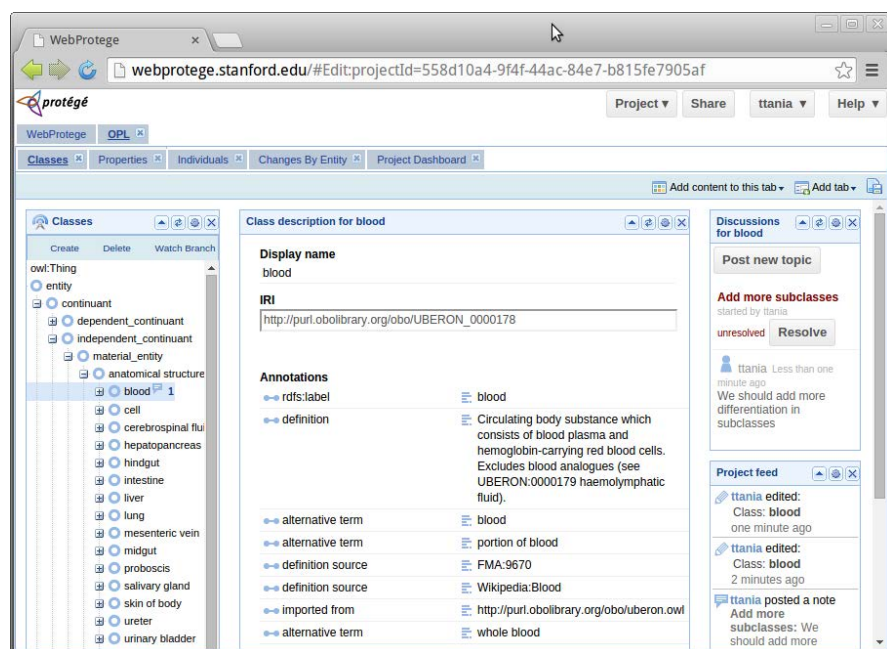 WebProtege
webprotege.stanford.edu/#Edit:projectId=558d10a4-9f4f-44ac-84e7-b815fe7905af
protégé
Project Share ttania Help
WebProtege OPL
Classes Properties Individuals Changes By Entity Project Dashboard
Add content to this tab Add tab
Classes
Create Delete Watch Branch
owl:Thing
entity
continuant
dependent_continuant
independent_continuant
material_entity
anatomical structure
blood 1
cell
cerebrospinal flui
hepatopancreas
hindgut
intestine
liver
lung
mesenteric vein
midgut
proboscis
salivary gland
skin of body
ureter
urinary bladder
Class description for blood
Display name
blood
IRI
http://purl.obolibrary.org/obo/UBERON_0000178
Annotations
rdfs:label blood
definition Circulating body substance which
consists of blood plasma and
hemoglobin-carrying red blood cells.
Excludes blood analogues (see
UBERON:0000179 haemolymphatic
fluid).
alternative term blood
alternative term portion of blood
definition source FMA:9670
definition source Wikipedia:Blood
imported from http://purl.obolibrary.org/obo/uberon.owl
alternative term whole blood
Discussions
for blood
Post new topic
Add more subclasses
started by ttania
unresolved Resolve
ttania Less than one
minute ago
We should add more
differentiation in
subclasses
Project feed
ttania edited:
Class: blood
one minute ago
ttania edited:
Class: blood
2 minutes ago
ttania posted a note
Add more
subclasses: We
should add more